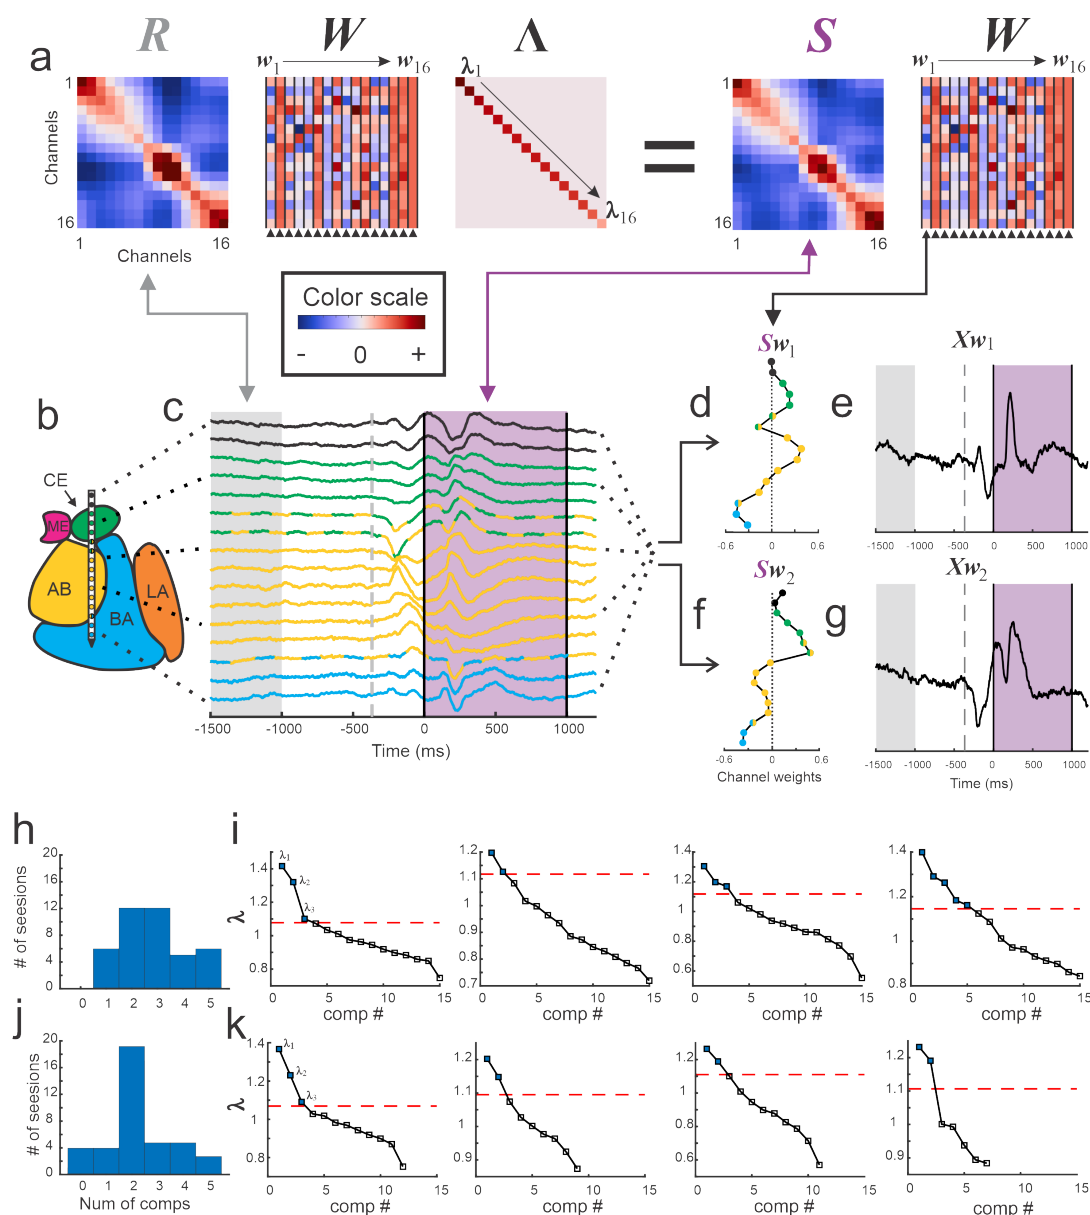 R W Λ S W
a w1 w16 λ1 w1 w16
1
Channels
16
λ16
1
16
1 16
Channels
1 16
Color scale
- 0 +
Sw1
Xw1
b c d e
CE
ME
AB
BA
LA
-1500 -1000 -500 0 500 1000
Time (ms)
-0.6 0 0.6
-1500 -1000 -500 0 500 1000
Sw2
Xw2
f g
-0.6 0 0.6
Channel weights
-1500 -1000 -500 0 500 1000
Time (ms)
h
# of seesions
20
16
12
8
4
0
0 1 2 3 4 5
i
λ
1.4
1.2
1
0.8
λ1
λ2
λ3
0 5 10 15
comp #
1.2
1.1
1
0.9
0.8
0.7
0 5 10 15
comp #
1.4
1.2
1
0.8
0.6
0 5 10 15
comp #
1.4
1.2
1
0.8
0 5 10 15
comp #
j
# of seesions
20
16
12
8
4
0
0 1 2 3 4 5
Num of comps
k
λ
1.4
1.2
1
0.8
λ1
λ2
λ3
0 5 10 15
comp #
1.2
1.1
1
0.9
0 5 10 15
comp #
1.2
1
0.8
0.6
0 5 10 15
comp #
1.2
1.1
1
0.9
0 5 10 15
comp #